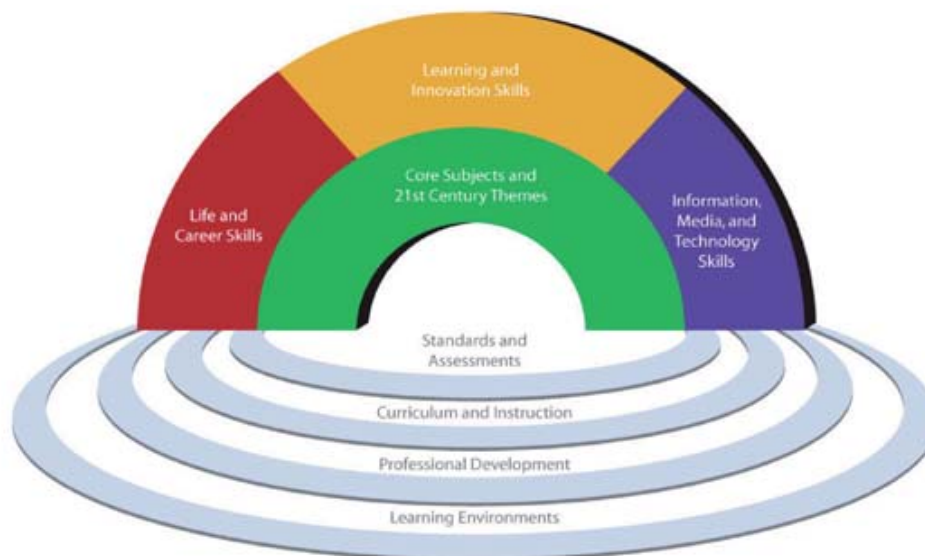 Learning and
Innovation Skills
Core Subjects and
21st Century Themes
Life and
Career Skills
Information,
Media, and
Technology
Skills
Standards and
Assessments
Curriculum and Instruction
Professional Development
Learning Environments